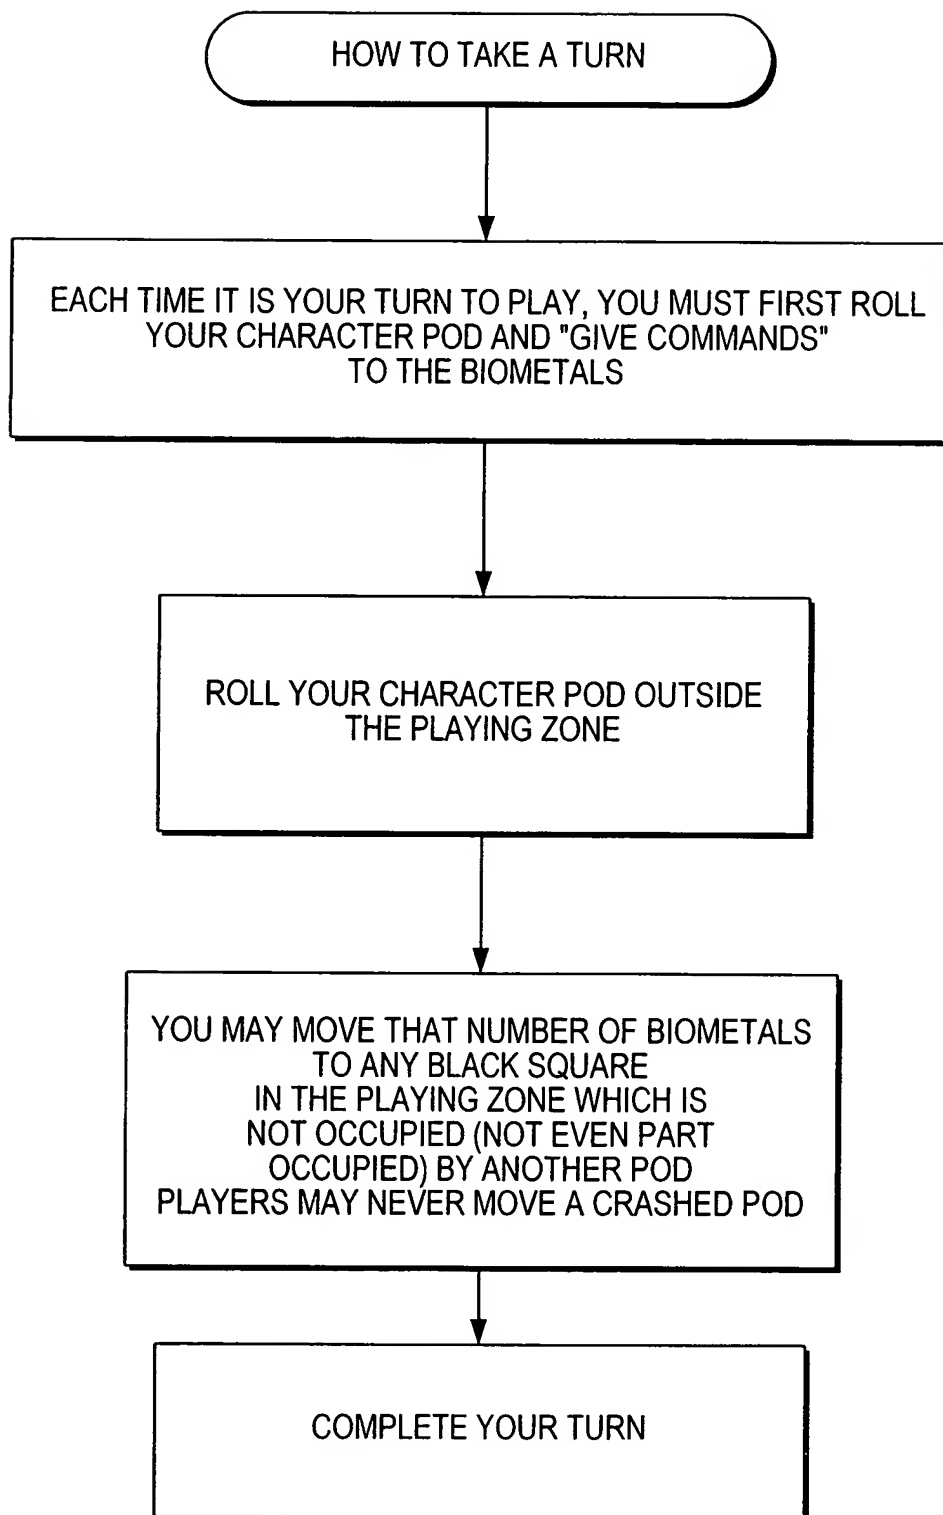 HOW TO TAKE A TURN
EACH TIME IT IS YOUR TURN TO PLAY, YOU MUST FIRST ROLL
YOUR CHARACTER POD AND "GIVE COMMANDS"
TO THE BIOMETALS
ROLL YOUR CHARACTER POD OUTSIDE
THE PLAYING ZONE
YOU MAY MOVE THAT NUMBER OF BIOMETALS
TO ANY BLACK SQUARE
IN THE PLAYING ZONE WHICH IS
NOT OCCUPIED (NOT EVEN PART
OCCUPIED) BY ANOTHER POD
PLAYERS MAY NEVER MOVE A CRASHED POD
COMPLETE YOUR TURN